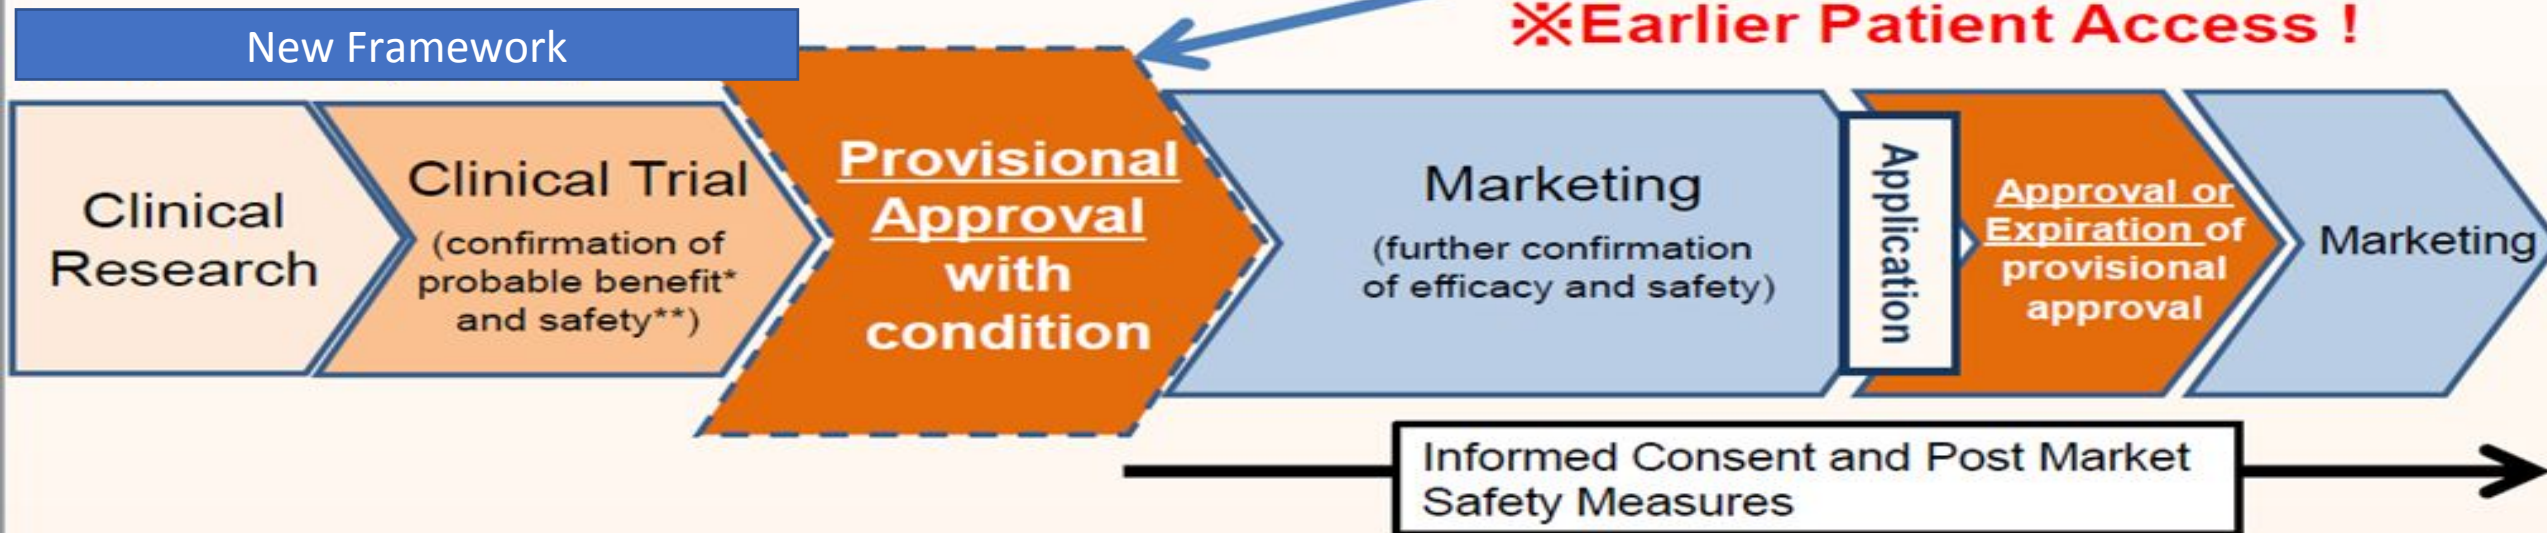 New Framework
※Earlier Patient Access !
Clinical
Research
Clinical Trial
(confirmation of
probable benefit*
and safety**)
Provisional
Approval
with
condition
Marketing
(further confirmation
of efficacy and safety)
Application
Approval or
Expiration of
provisional
approval
Marketing
Informed Consent and Post Market
Safety Measures